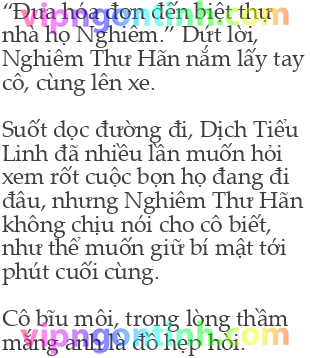 “Đưa hóa đơn đến biệt thự
nhà họ Nghiêm.” Dứt lời,
Nghiêm Thư Hãn nắm lấy tay
cô, cùng lên xe.
Suốt dọc đường đi, Dịch Tiểu
Linh đã nhiều lần muốn hỏi
xem rốt cuộc bọn họ đang đi
đâu, nhưng Nghiêm Thư Hãn
không chịu nói cho cô biết,
như thể muốn giữ bí mật tới
phút cuối cùng.
Cô bĩu môi, trong lòng thầm
mắng anh là đồ hẹp hòi.
vipngontinh.com
vipngontinh.com